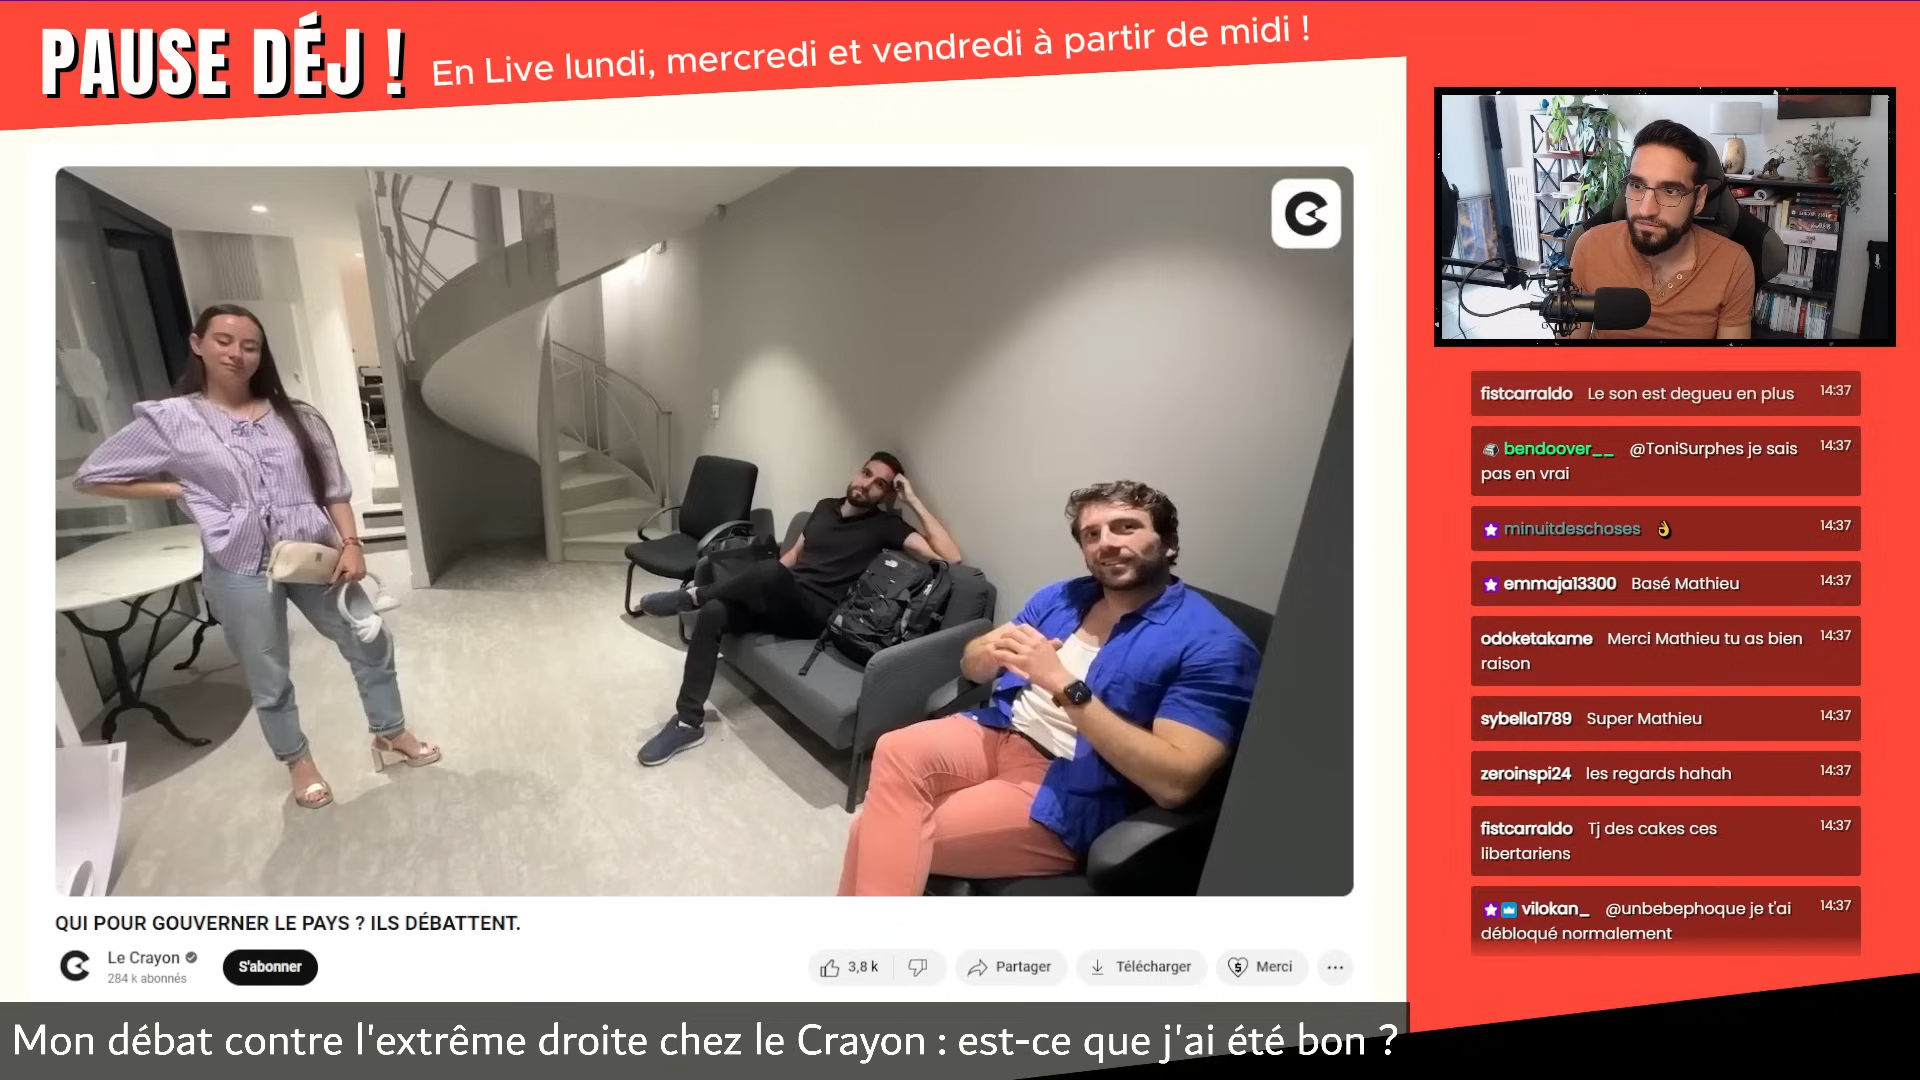 PAUSE DÉJ !
En Live lundi, mercredi et vendredi à partir de midi !
QUI POUR GOUVERNER LE PAYS ? ILS DÉBATTENT.
Le Crayon
284 k abonnés
S'abonner
3,8 k
Partager
Télécharger
Merci
fistcarraldo Le son est degueu en plus 14:37
bendoover__ @ToniSurphes je sais 14:37
pas en vrai
minuitdeschoses 14:37
emmaja13300 Basé Mathieu 14:37
odoketakame Merci Mathieu tu as bien 14:37
raison
sybella1789 Super Mathieu 14:37
zeroinspi24 les regards hahah 14:37
fistcarraldo Tj des cakes ces 14:37
libertariens
vilokan_ @unbebephoque je t'ai 14:37
débloqué normalement
Mon débat contre l'extrême droite chez le Crayon : est-ce que j'ai été bon ?